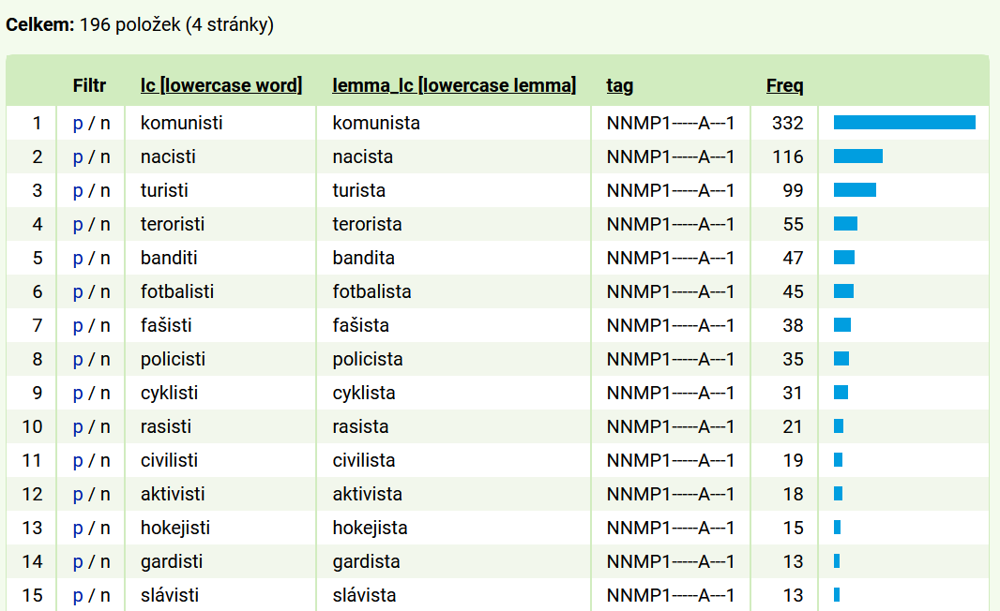 Celkem: 196 položek (4 stránky)
Filtr lc [lowercase word] lemma_lc [lowercase lemma] tag Freq
1 p / n komunisti komunista NNMP1-----A---1 332
2 p / n nacisti nacista NNMP1-----A---1 116
3 p / n turisti turista NNMP1-----A---1 99
4 p / n teroristi terorista NNMP1-----A---1 55
5 p / n banditi bandita NNMP1-----A---1 47
6 p / n fotbalisti fotbalista NNMP1-----A---1 45
7 p / n fašisti fašista NNMP1-----A---1 38
8 p / n policisti policista NNMP1-----A---1 35
9 p / n cyklisti cyklista NNMP1-----A---1 31
10 p / n rasisti rasista NNMP1-----A---1 21
11 p / n civilisti civilista NNMP1-----A---1 19
12 p / n aktivisti aktivista NNMP1-----A---1 18
13 p / n hokejisti hokejista NNMP1-----A---1 15
14 p / n gardisti gardista NNMP1-----A---1 13
15 p / n slávisti slávista NNMP1-----A---1 13